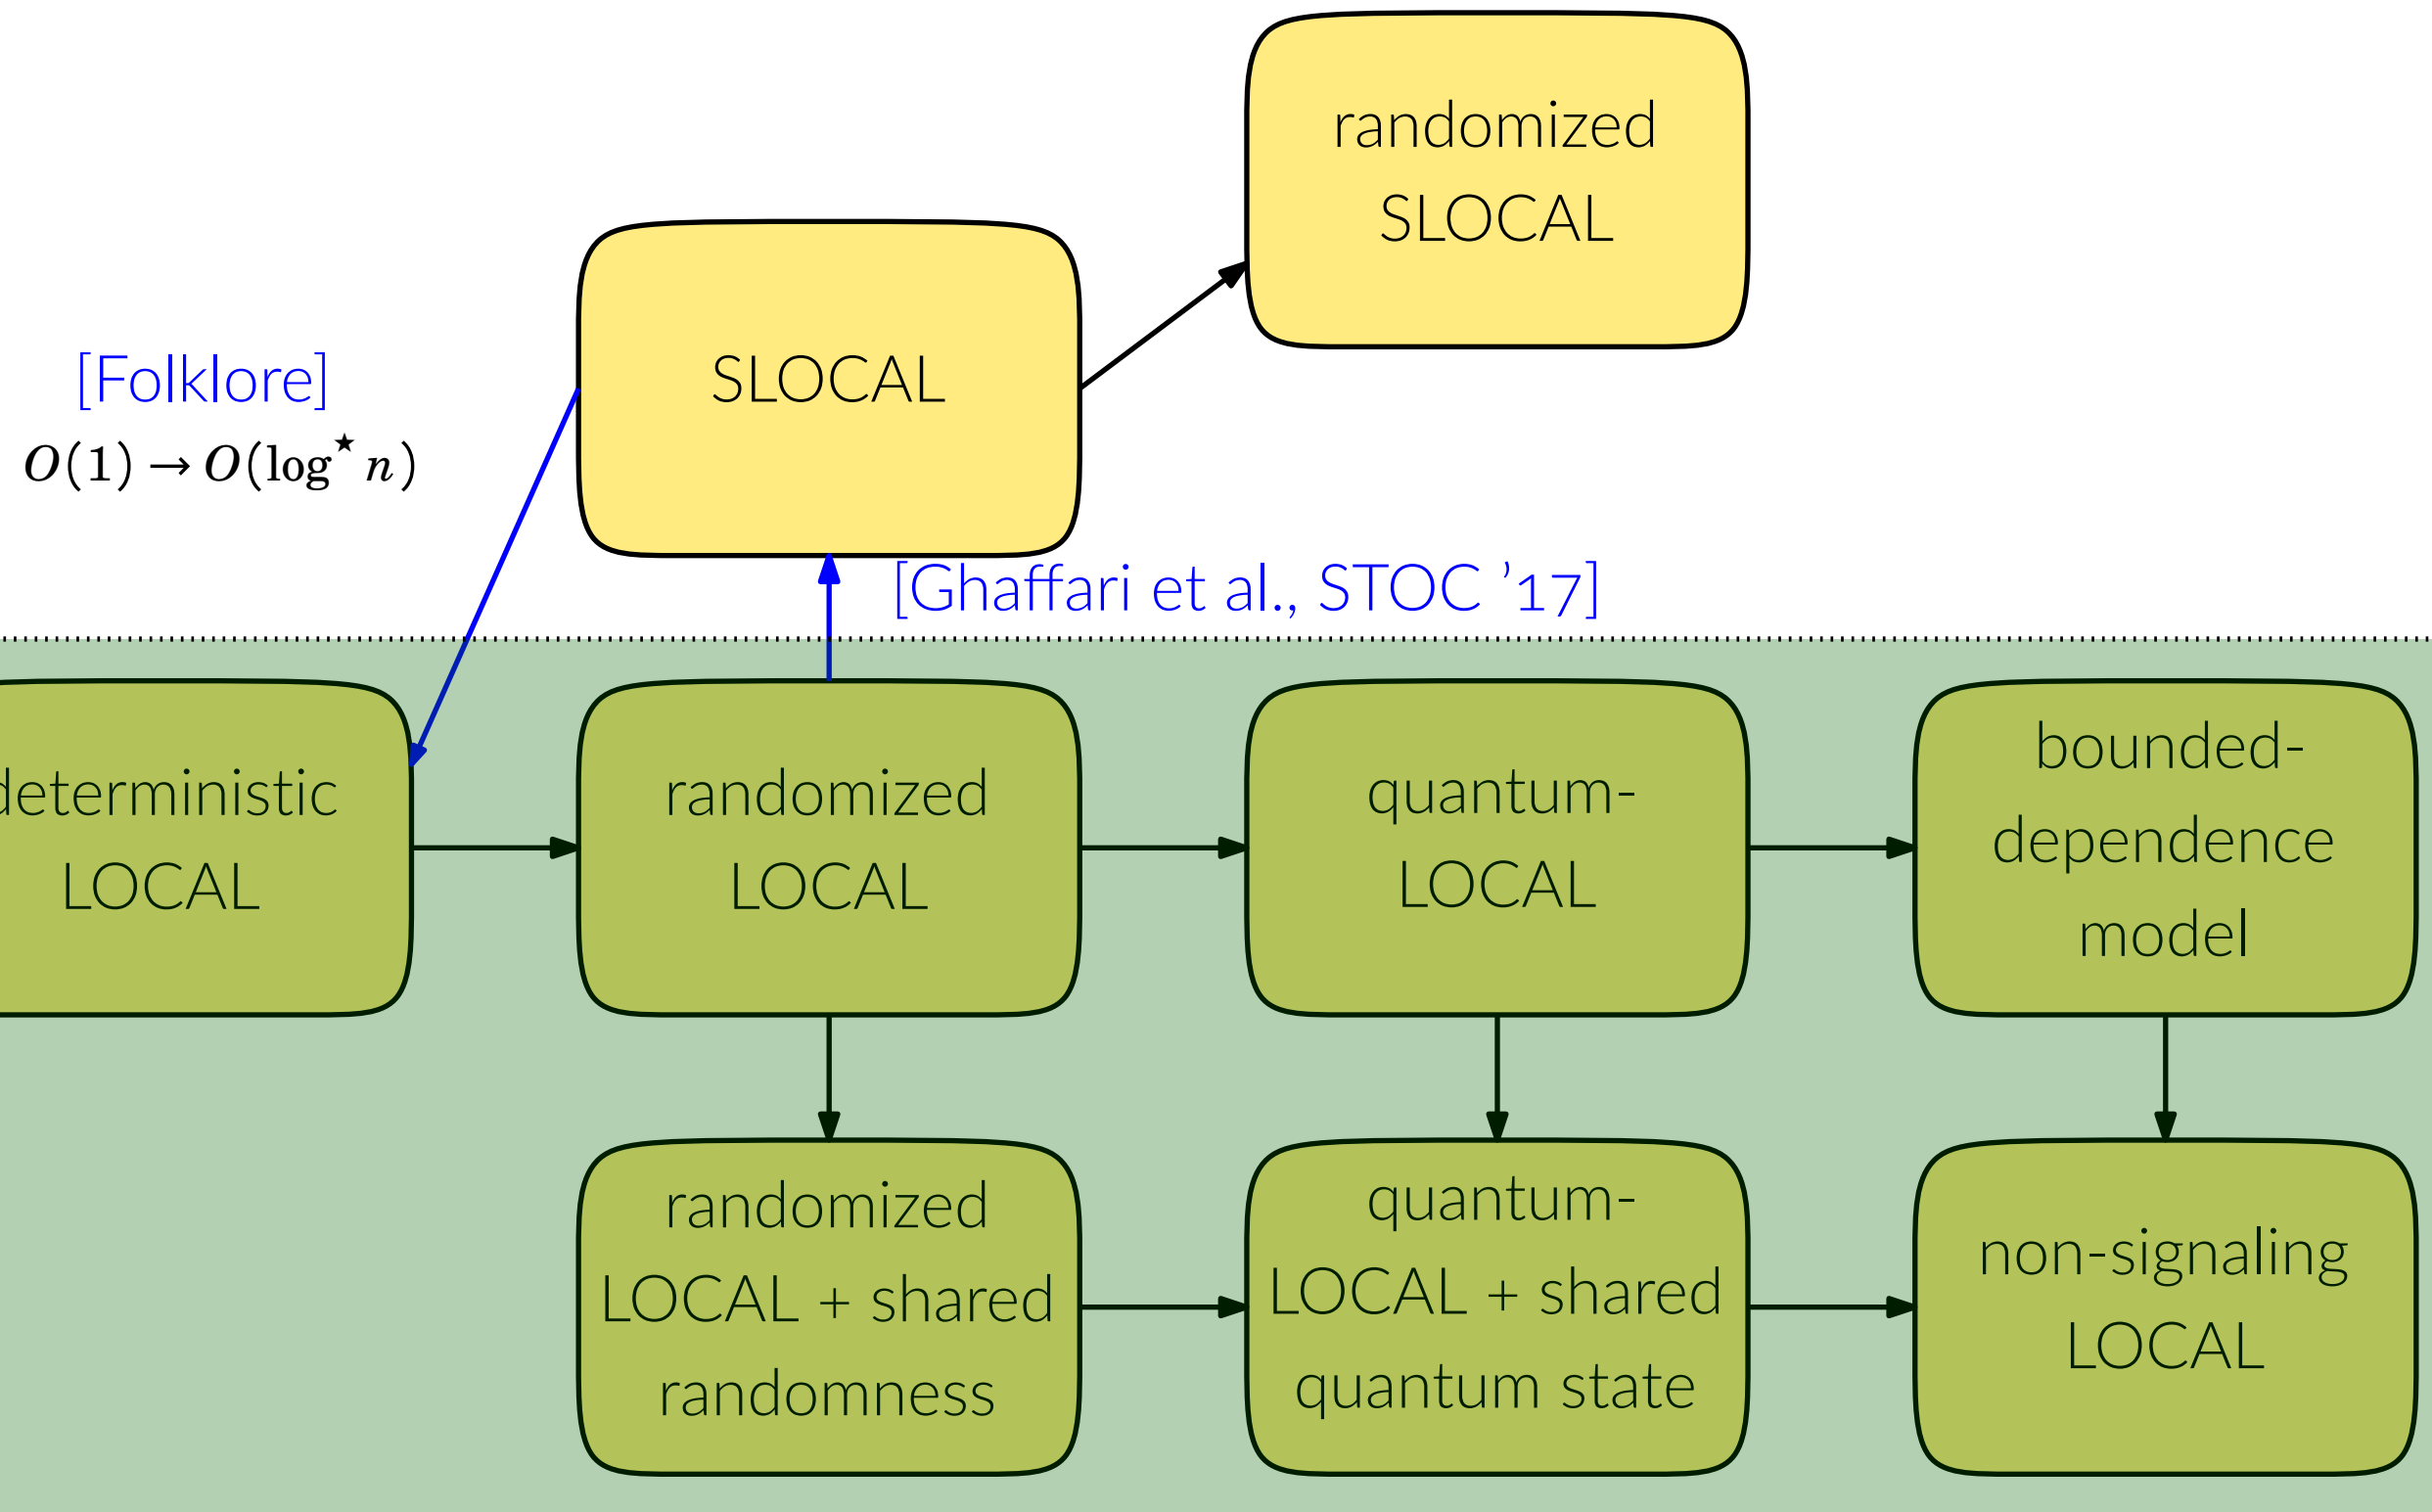 randomized
SLOCAL
SLOCAL
[Folklore]
O(1) → O(log★ n)
[Ghaffari et al., STOC ’17]
deterministic
LOCAL
randomized
LOCAL
quantum-
LOCAL
bounded-
dependence
model
randomized
LOCAL + shared
randomness
quantum-
LOCAL + shared
quantum state
non-signaling
LOCAL